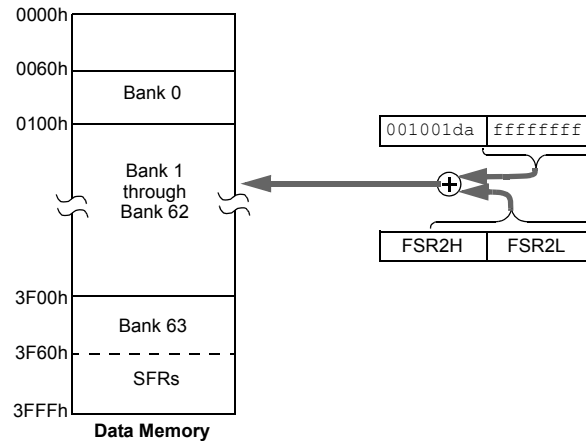 0000h
0060h
Bank 0
0100h
001001da ffffffff
Bank 1
through
Bank 62
FSR2H FSR2L
3F00h
Bank 63
3F60h
SFRs
3FFFh
Data Memory